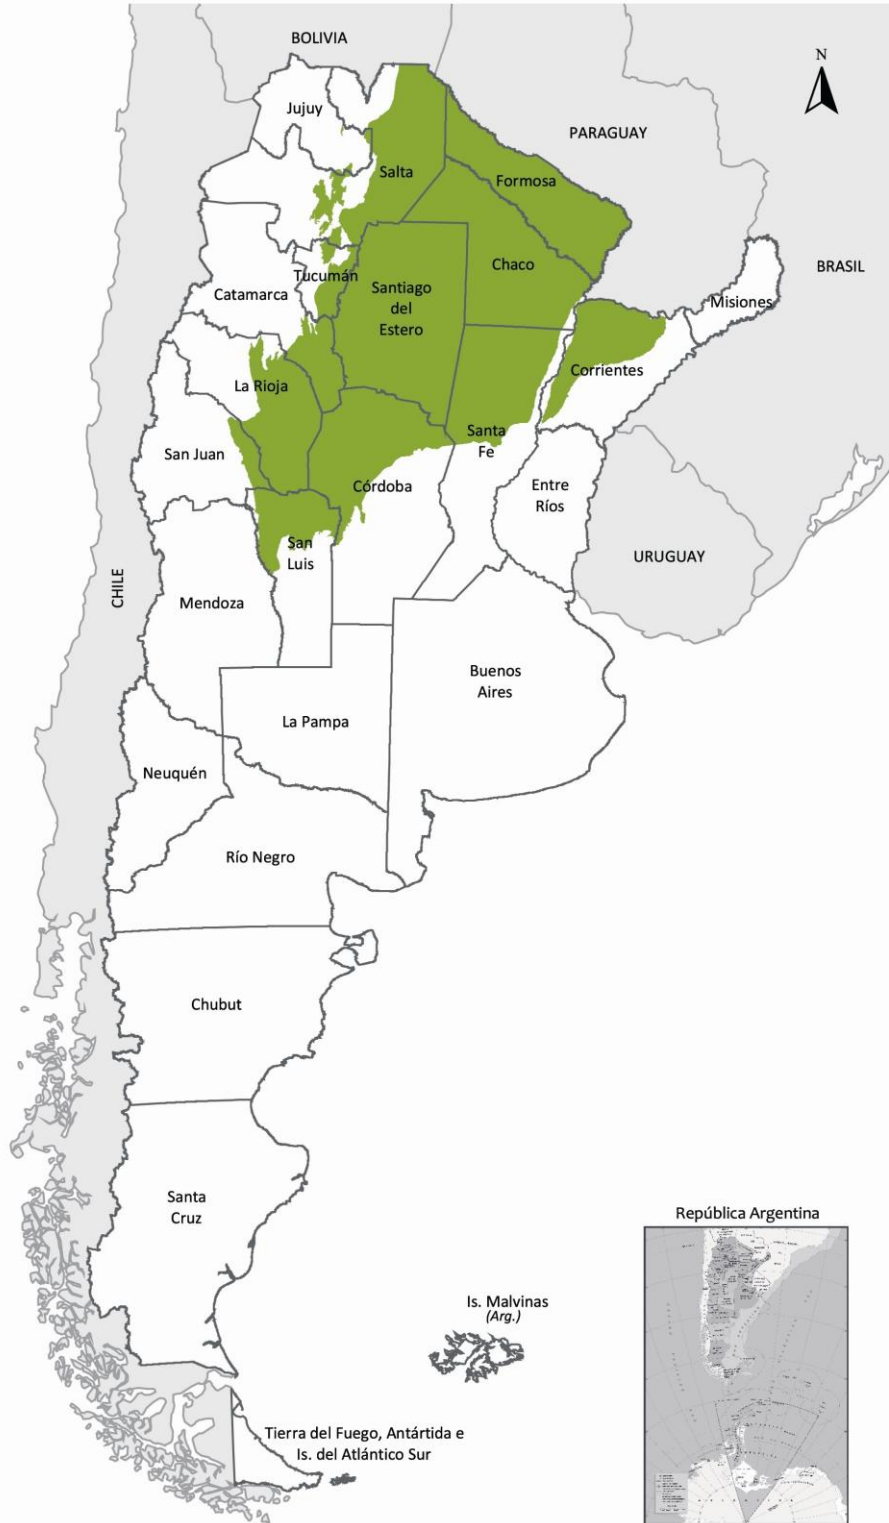 BOLIVIA
N
Jujuy
PARAGUAY
Salta
Formosa
Chaco
BRASIL
Tucumán
Santiago
del
Estero
Catamarca
Misiones
Corrientes
La Rioja
Santa
Fe
San Juan
Córdoba
Entre
Ríos
San
Luis
URUGUAY
CHILE
Mendoza
Buenos
Aires
La Pampa
Neuquén
Río Negro
Chubut
Santa
Cruz
República Argentina
Is. Malvinas
(Arg.)
Tierra del Fuego, Antártida e
Is. del Atlántico Sur